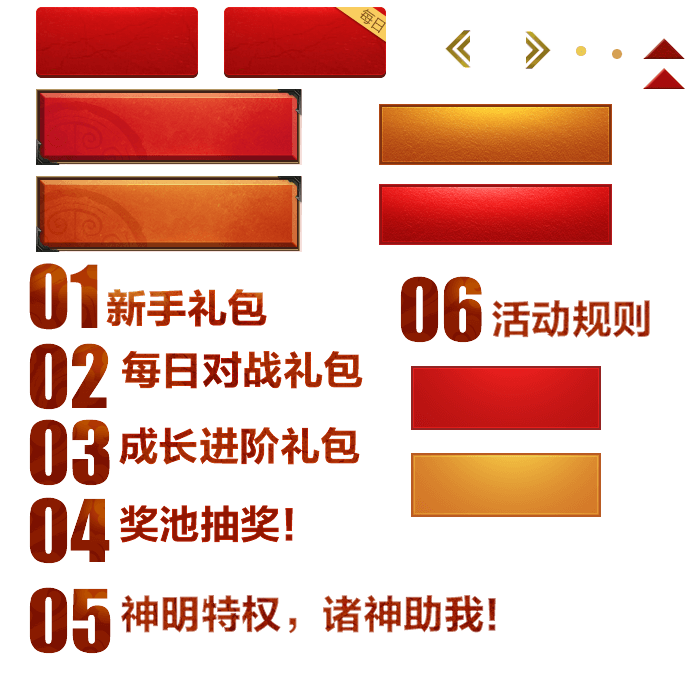 每日
01 新手礼包
02 每日对战礼包
03 成长进阶礼包
04 奖池抽奖!
05 神明特权，诸神助我!
06 活动规则